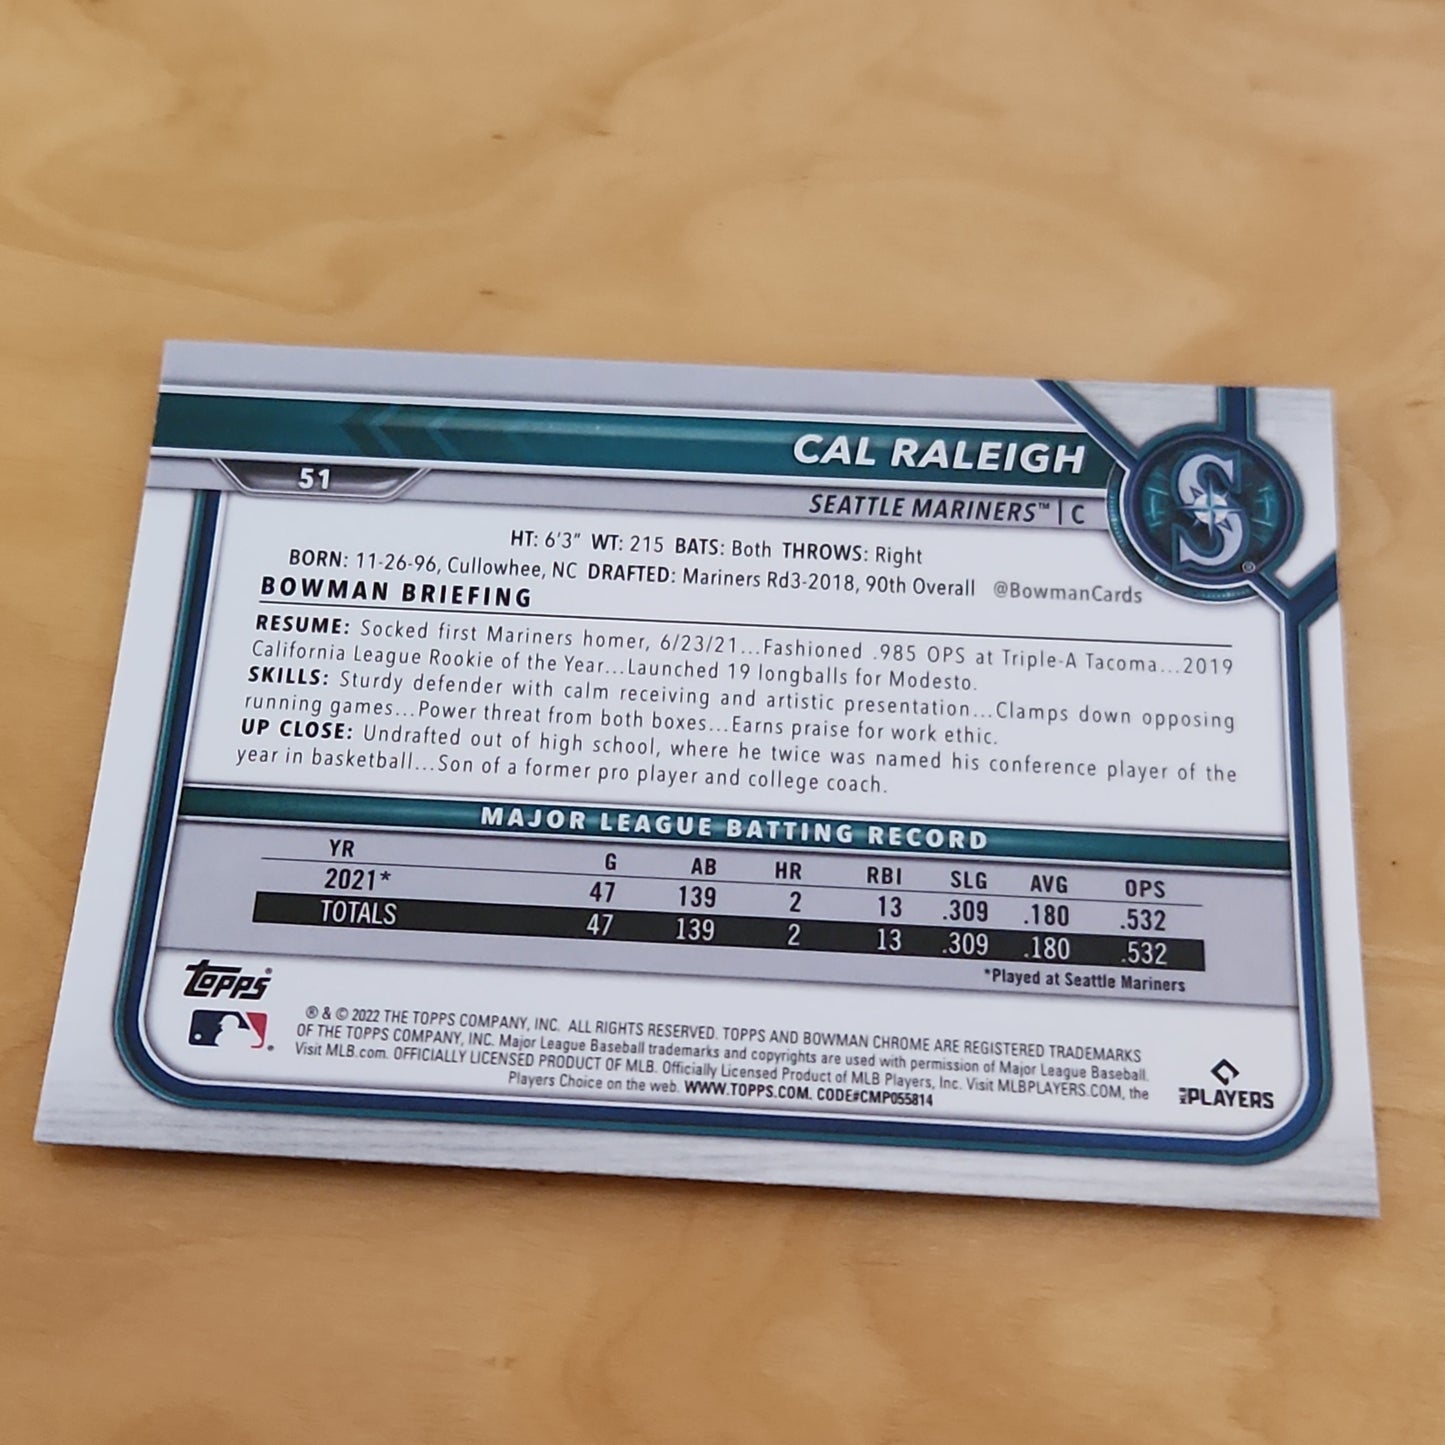 CAL RALEIGH
51
SEATTLE MARINERS™ | C
S
HT: 6'3" WT: 215 BATS: Both THROWS: Right
BORN: 11-26-96, Cullowhee, NC DRAFTED: Mariners Rd3-2018, 90th Overall @BowmanCards
BOWMAN BRIEFING
RESUME: Socked first Mariners homer, 6/23/21...Fashioned .985 OPS at Triple-A Tacoma...2019
California League Rookie of the Year...Launched 19 longballs for Modesto.
SKILLS: Sturdy defender with calm receiving and artistic presentation...Clamps down opposing
running games...Power threat from both boxes...Earns praise for work ethic.
UP CLOSE: Undrafted out of high school, where he twice was named his conference player of the
year in basketball...Son of a former pro player and college coach.
MAJOR LEAGUE BATTING RECORD
YR G AB HR RBI SLG AVG OPS
2021* 47 139 2 13 .309 .180 .532
TOTALS 47 139 2 13 .309 .180 .532
*Played at Seattle Mariners
topps®
® & © 2022 THE TOPPS COMPANY, INC. ALL RIGHTS RESERVED. TOPPS AND BOWMAN CHROME ARE REGISTERED TRADEMARKS
OF THE TOPPS COMPANY, INC. Major League Baseball trademarks and copyrights are used with permission of Major League Baseball.
Visit MLB.com. OFFICIALLY LICENSED PRODUCT OF MLB. Officially Licensed Product of MLB Players, Inc. Visit MLBPLAYERS.COM, the
Players Choice on the web. WWW.TOPPS.COM. CODE#CMP055814
MLB PLAYERS